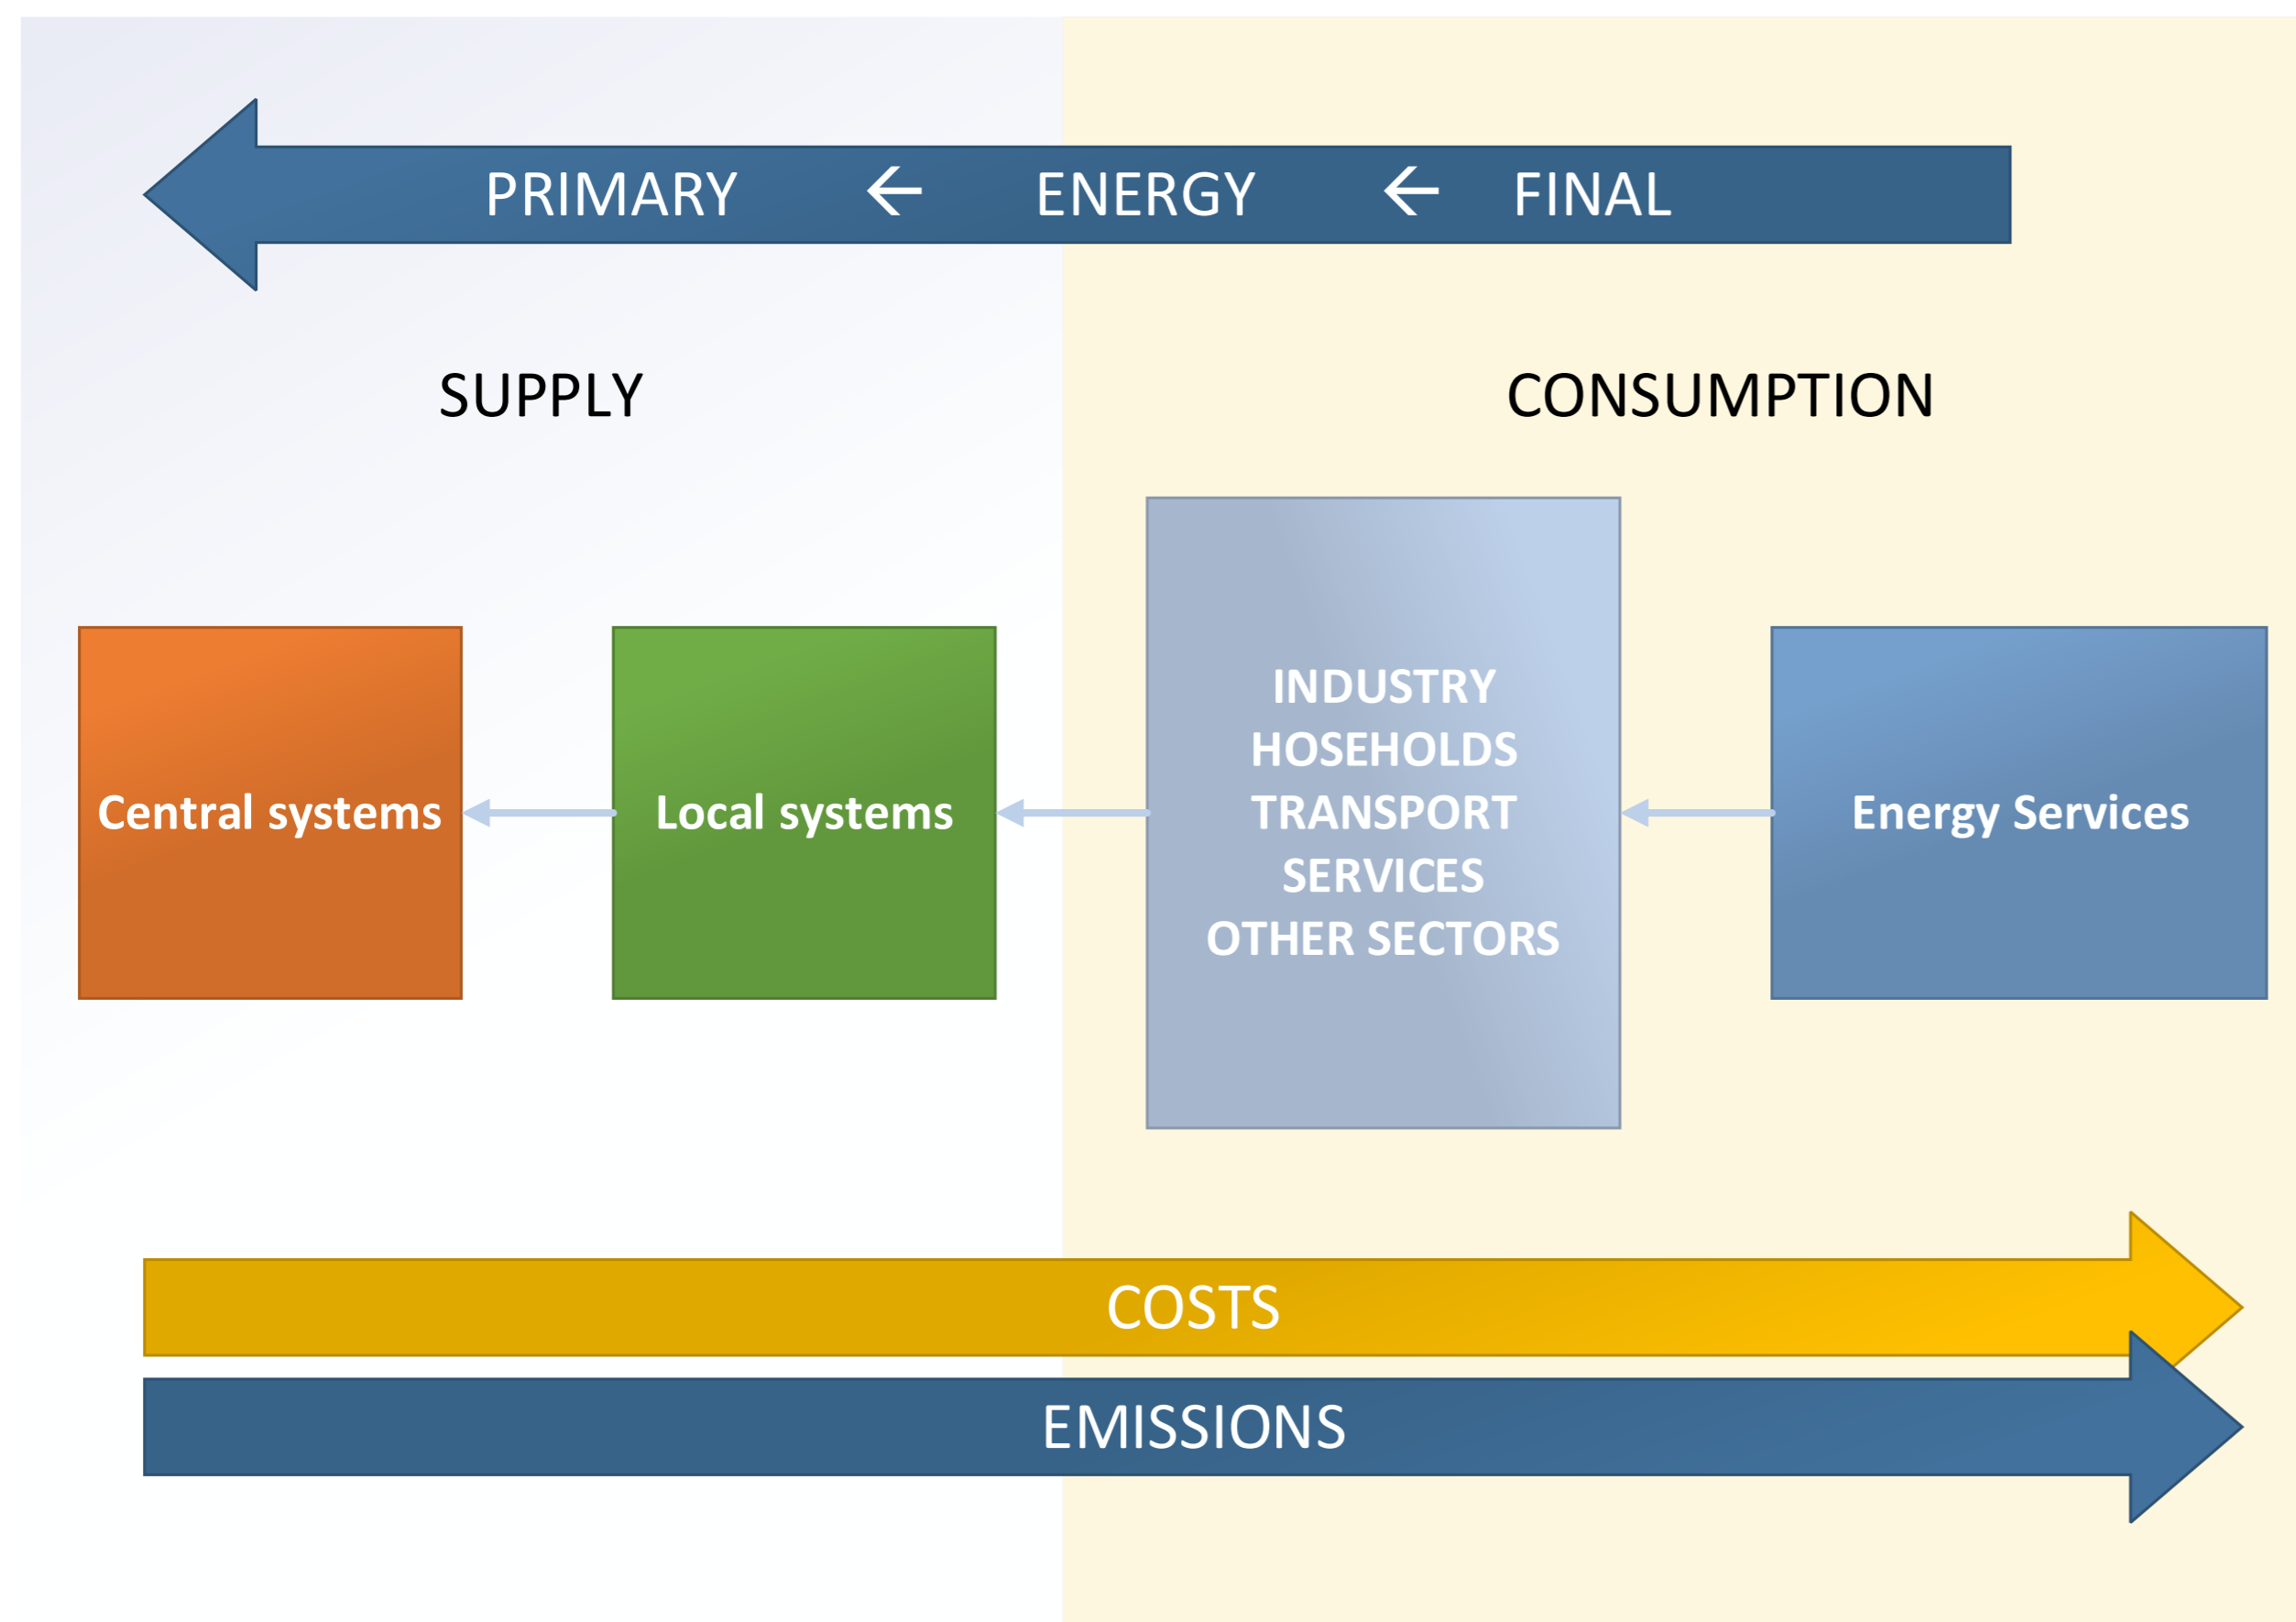 PRIMARY ← ENERGY ← FINAL
SUPPLY
CONSUMPTION
Central systems
Local systems
INDUSTRY
HOSEHOLDS
TRANSPORT
SERVICES
OTHER SECTORS
Energy Services
COSTS
EMISSIONS